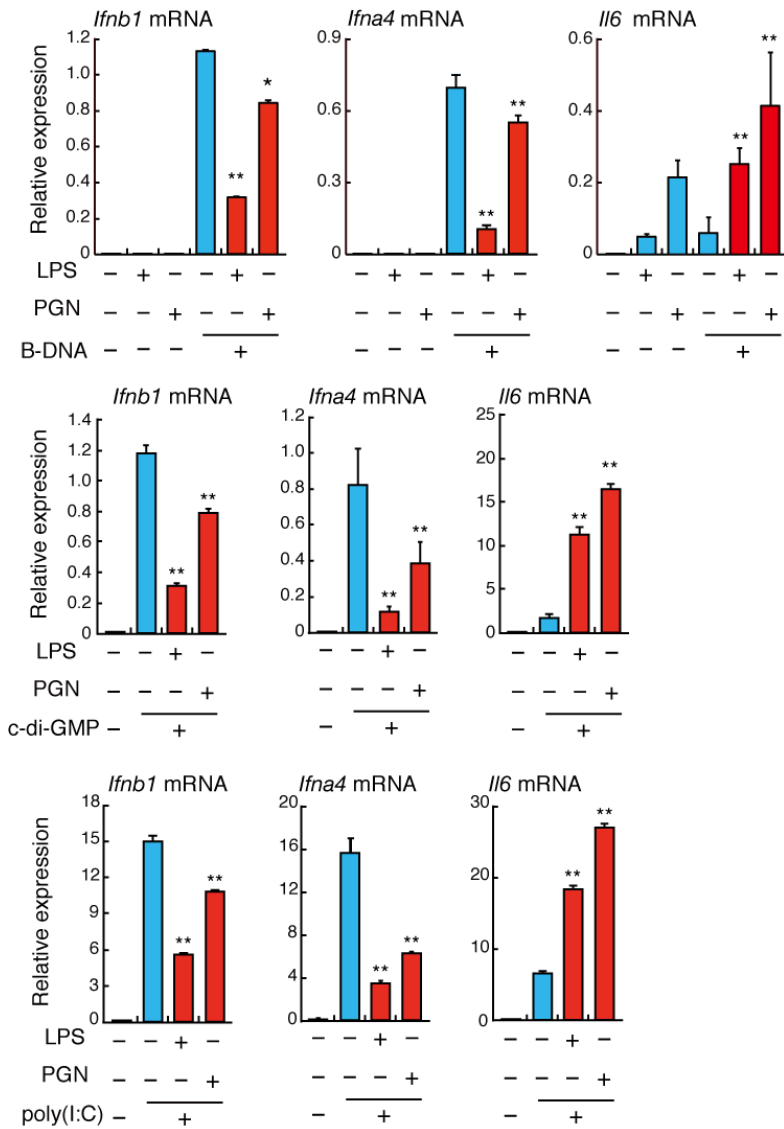 Ifnb1 mRNA Ifna4 mRNA Il6 mRNA
Relative expression
1.2 1.0 0.8 0.6 0.4 0.2 0
0.9 0.6 0.3 0
0.6 0.4 0.2 0
** *
** **
** **
LPS − + − − + − − + − − + − − + − − + −
PGN − − + − − + − − + − − + − − + − − +
B-DNA − − − + − − − + − − − +
Ifnb1 mRNA Ifna4 mRNA Il6 mRNA
Relative expression
1.4 1.2 1.0 0.8 0.6 0.4 0.2 0
1.2 1.0 0.8 0.6 0.4 0.2 0
25 20 15 10 5 0
** **
** **
** **
LPS − − + − − − + − − − + −
PGN − − − + − − − + − − − +
c-di-GMP − + − + − +
Ifnb1 mRNA Ifna4 mRNA Il6 mRNA
Relative expression
18 15 12 9 6 3 0
20 16 12 8 4 0
30 20 10 0
** **
** **
** **
LPS − − + − − − + − − − + −
PGN − − − + − − − + − − − +
poly(I:C) − + − + − +